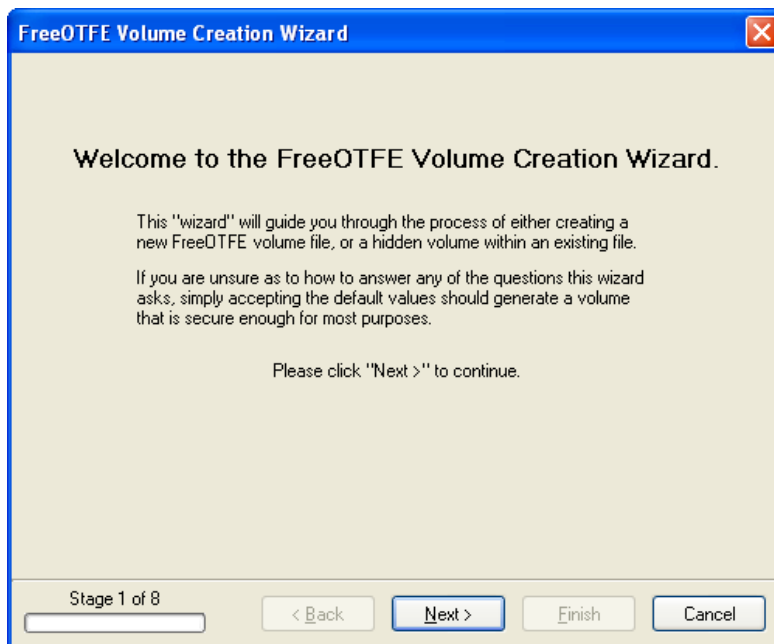 FreeOTFE Volume Creation Wizard
Welcome to the FreeOTFE Volume Creation Wizard.
This "wizard" will guide you through the process of either creating a
new FreeOTFE volume file, or a hidden volume within an existing file.
If you are unsure as to how to answer any of the questions this wizard
asks, simply accepting the default values should generate a volume
that is secure enough for most purposes.
Please click "Next >" to continue.
Stage 1 of 8
< Back
Next >
Finish
Cancel